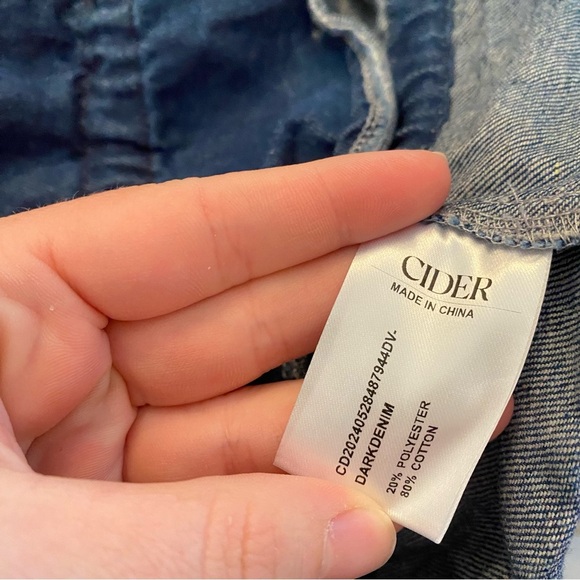 CIDER
MADE IN CHINA
CD20240528487944DV-
DARKDENIM
20% POLYESTER
80% COTTON